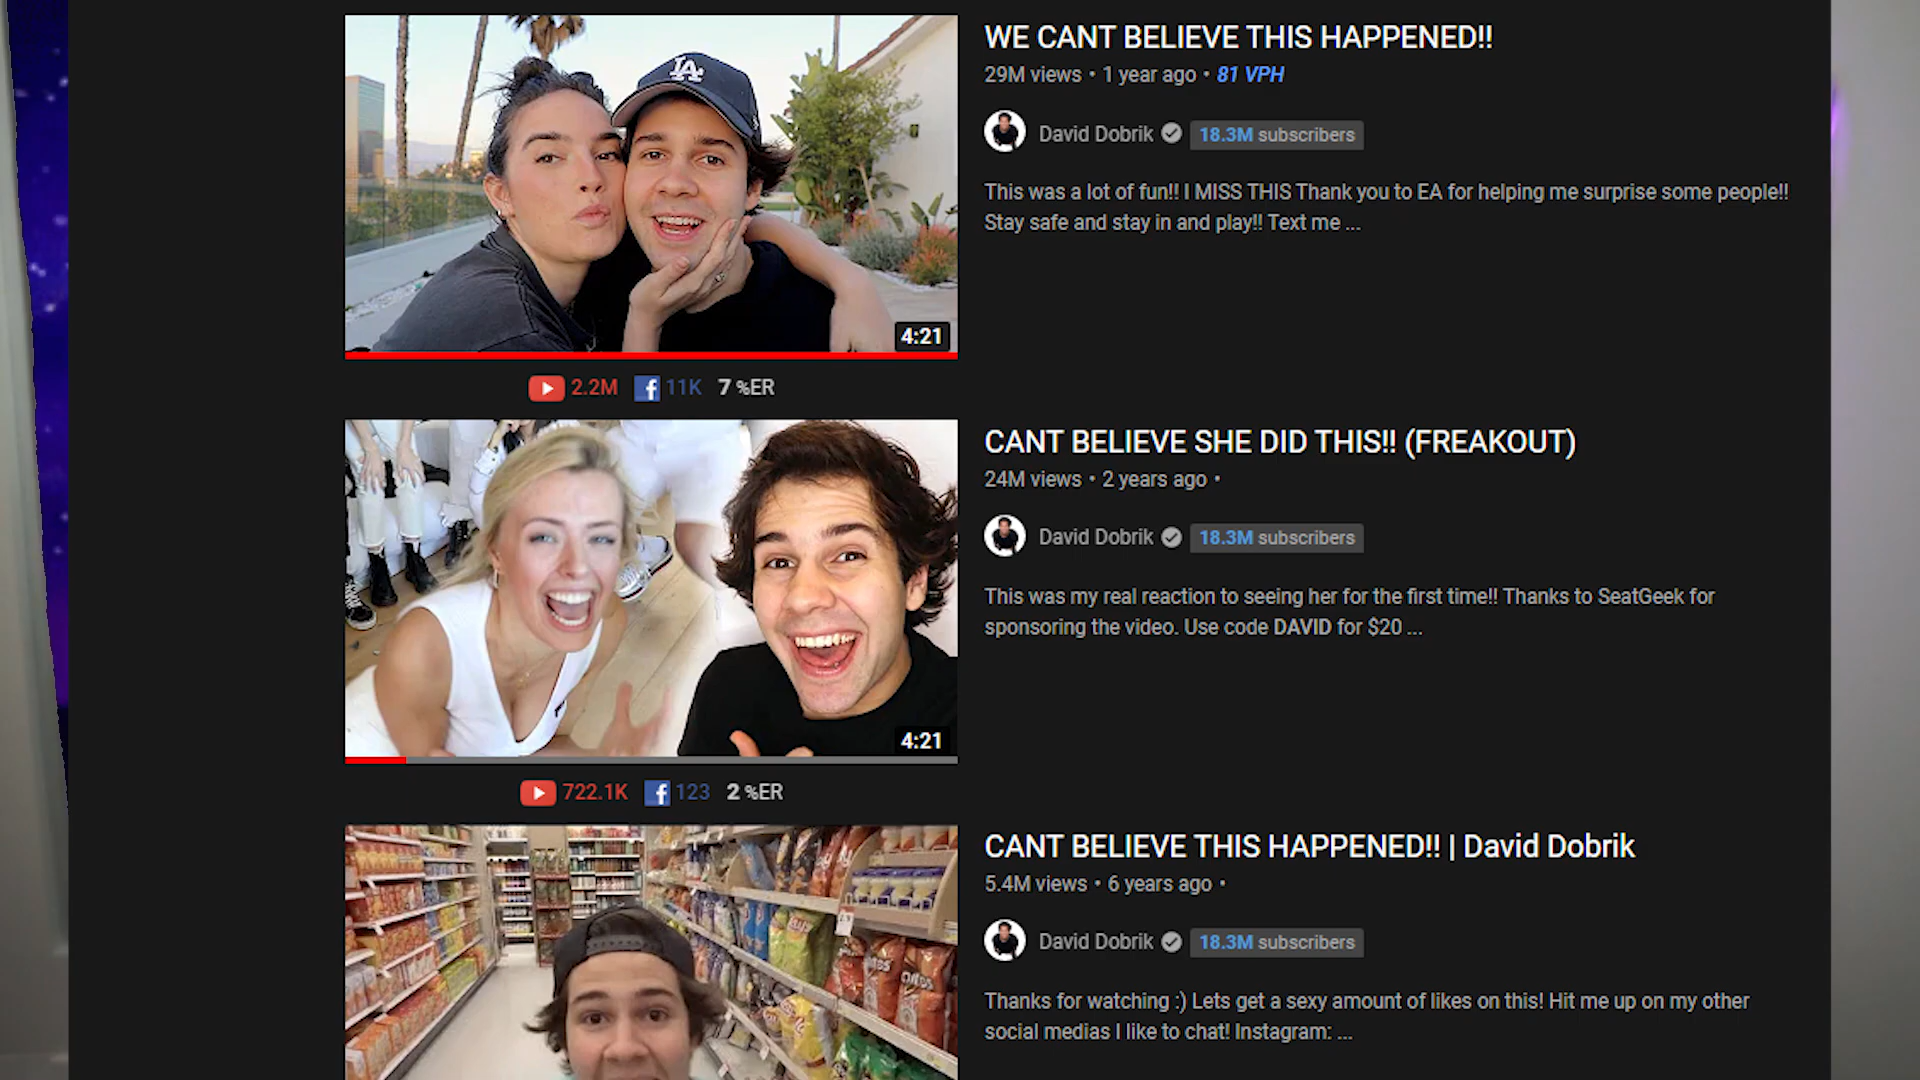 WE CANT BELIEVE THIS HAPPENED!!
29M views • 1 year ago • 81 VPH
David Dobrik 18.3M subscribers
This was a lot of fun!! I MISS THIS Thank you to EA for helping me surprise some people!!
Stay safe and stay in and play!! Text me ...
LA
4:21
2.2M f 11K 7 %ER
CANT BELIEVE SHE DID THIS!! (FREAKOUT)
24M views • 2 years ago •
David Dobrik 18.3M subscribers
This was my real reaction to seeing her for the first time!! Thanks to SeatGeek for
sponsoring the video. Use code DAVID for $20 ...
4:21
722.1K f 123 2 %ER
CANT BELIEVE THIS HAPPENED!! | David Dobrik
5.4M views • 6 years ago •
David Dobrik 18.3M subscribers
Thanks for watching :) Lets get a sexy amount of likes on this! Hit me up on my other
social medias I like to chat! Instagram: ...